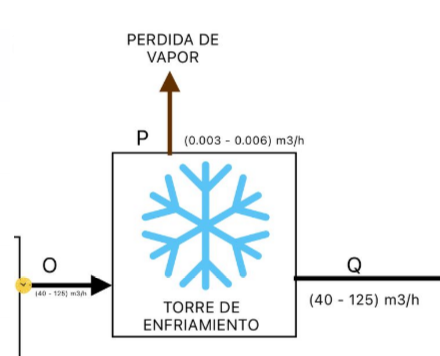 PERDIDA DE
VAPOR
P (0.003 - 0.006) m3/h
O
(40 - 125) m3/h
Q
(40 - 125) m3/h
TORRE DE
ENFRIAMIENTO